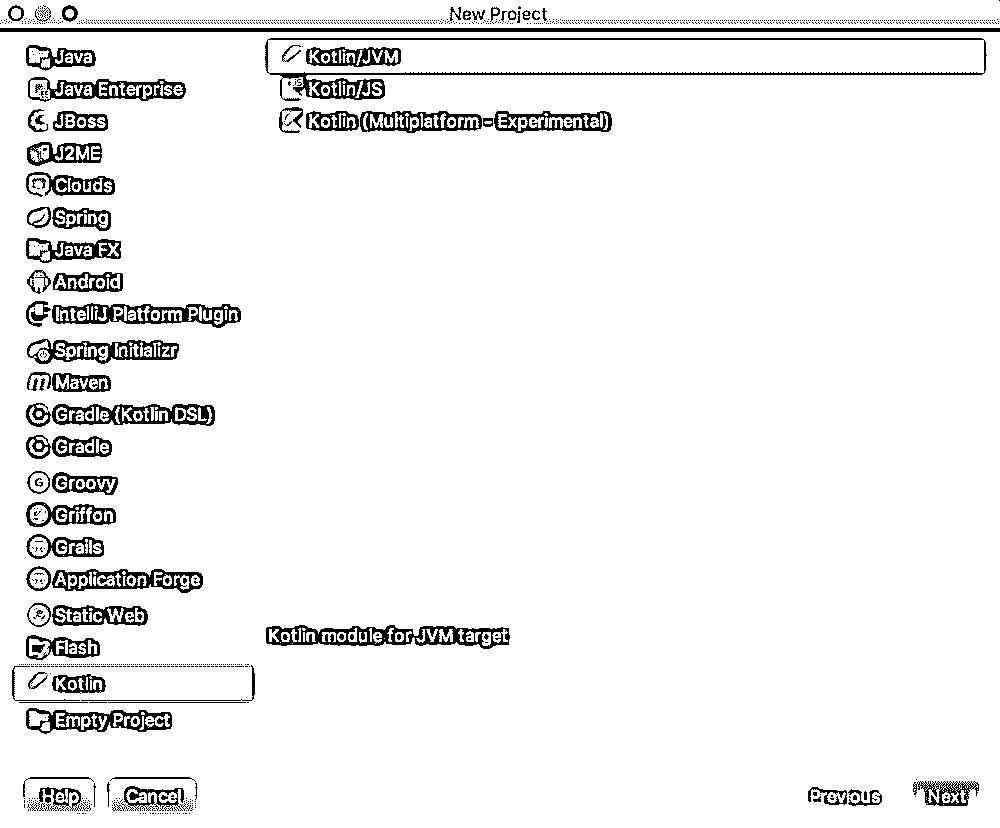 New Project
Java
Java Enterprise
JBoss
J2ME
Clouds
Spring
Java FX
Android
IntelliJ Platform Plugin
Spring Initializr
Maven
Gradle (Kotlin DSL)
Gradle
Groovy
Griffon
Grails
Application Forge
Static Web
Flash
Kotlin
Empty Project
Kotlin/JVM
Kotlin/JS
Kotlin (Multiplatform - Experimental)
Kotlin module for JVM target
Help
Cancel
Previous
Next